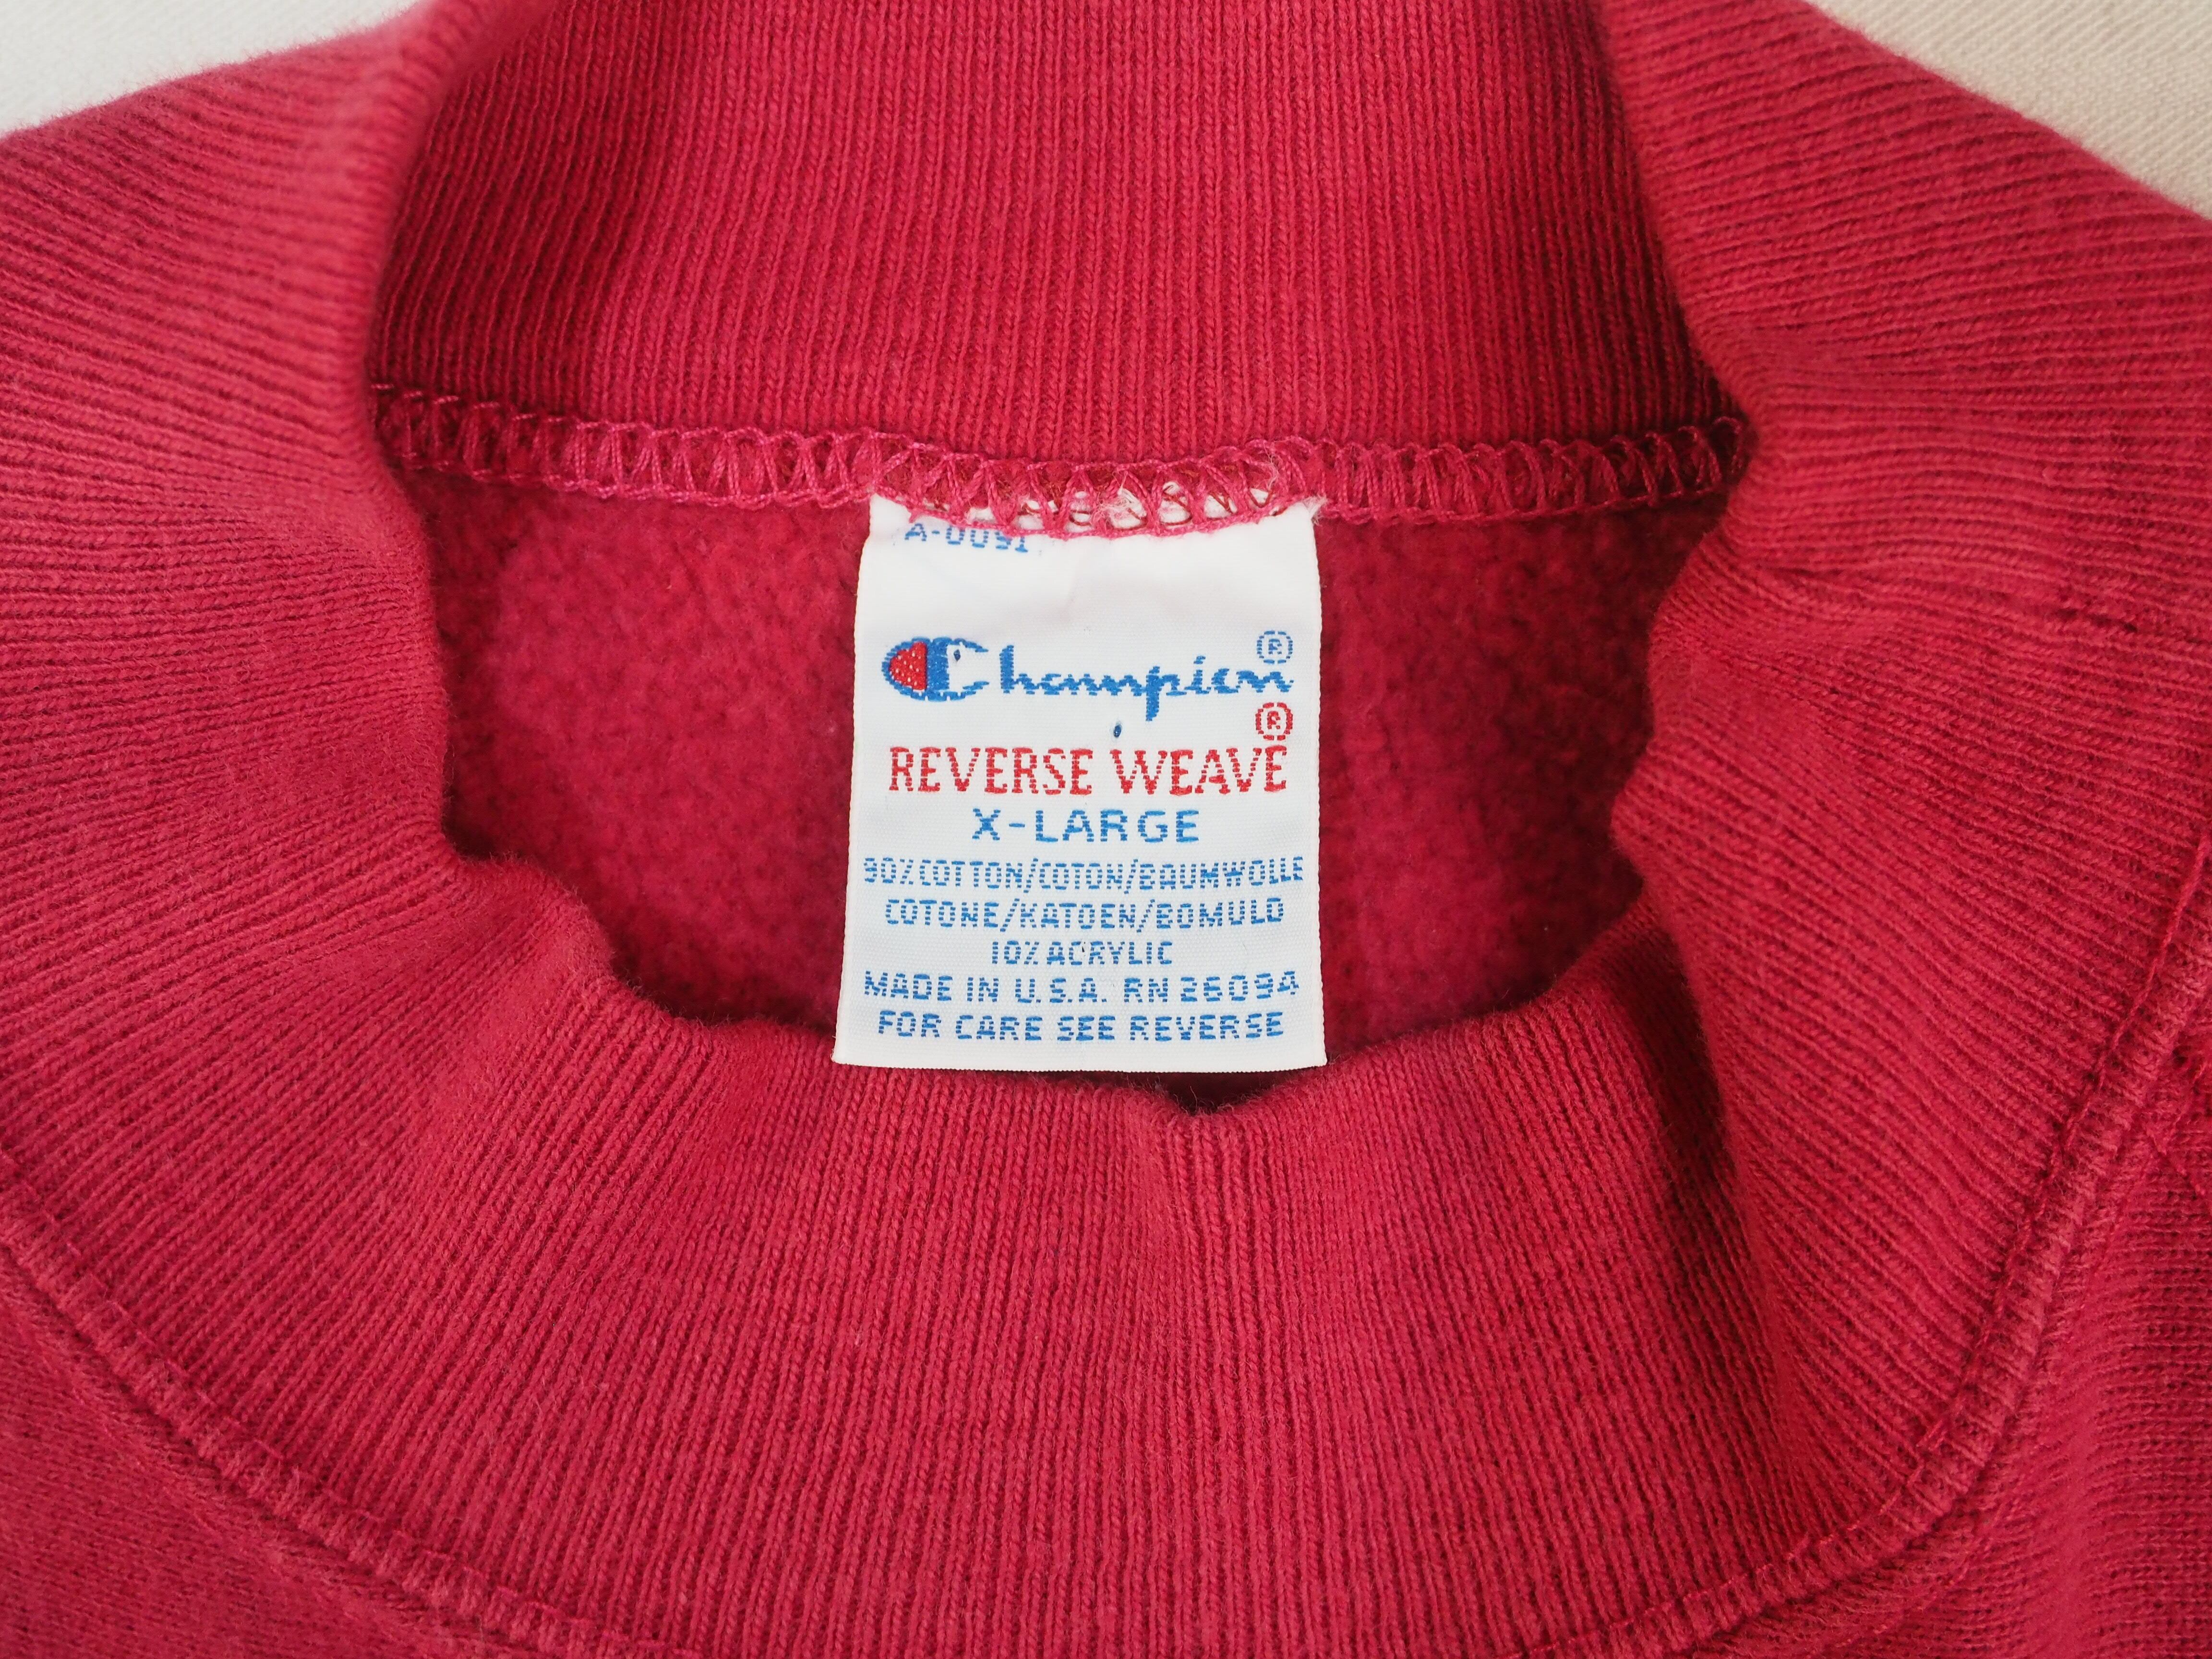 A-0091
Champion®
®
REVERSE WEAVE
X-LARGE
90% COTTON/COTON/BAUMWOLLE
COTONE/KATOEN/BOMULD
10% ACRYLIC
MADE IN U.S.A. RN 26094
FOR CARE SEE REVERSE